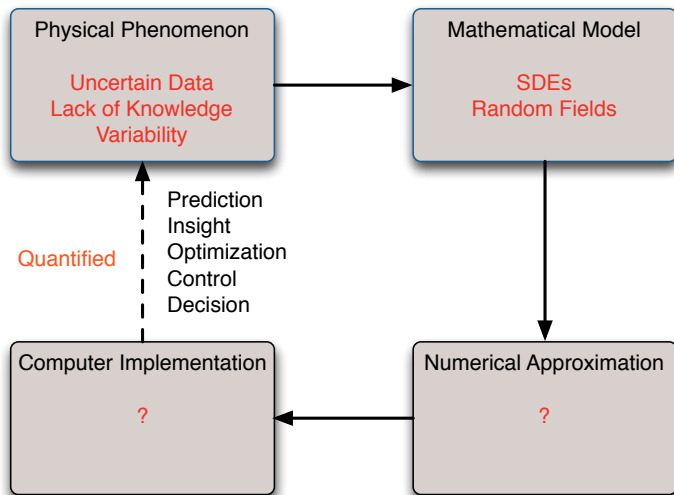 Physical Phenomenon
Uncertain Data
Lack of Knowledge
Variability
Mathematical Model
SDEs
Random Fields
Prediction
Insight
Optimization
Control
Decision
Quantified
Computer Implementation
?
Numerical Approximation
?